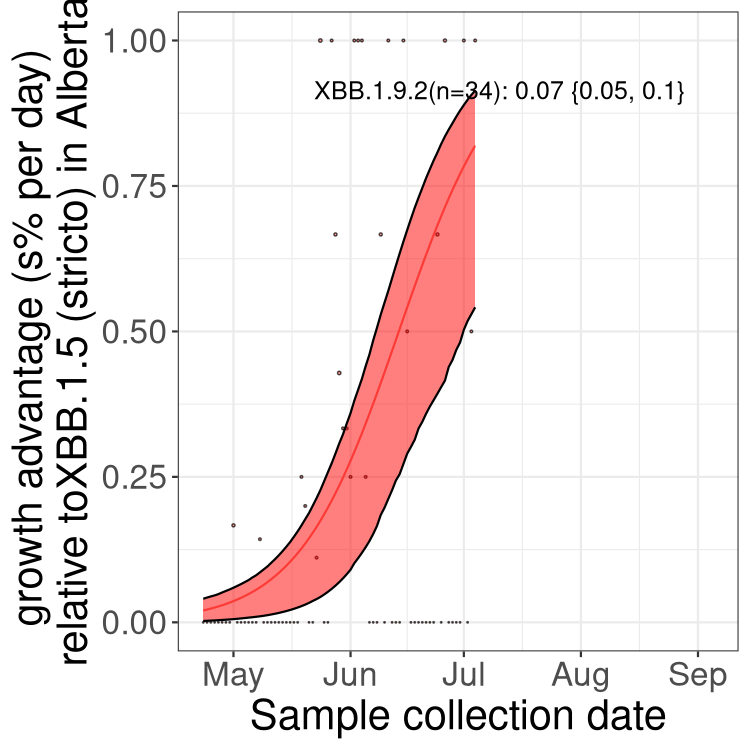 growth advantage (s% per day)
relative toXBB.1.5 (stricto) in Alberta
1.00
0.75
0.50
0.25
0.00
XBB.1.9.2(n=34): 0.07 {0.05, 0.1}
May Jun Jul Aug Sep
Sample collection date